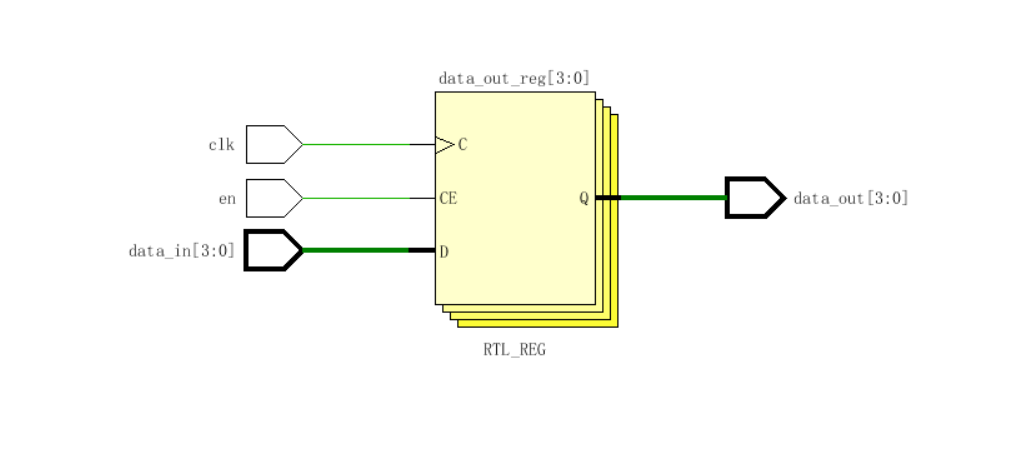 data_out_reg[3:0]
clk
C
en
CE
Q
data_out[3:0]
data_in[3:0]
D
RTL_REG